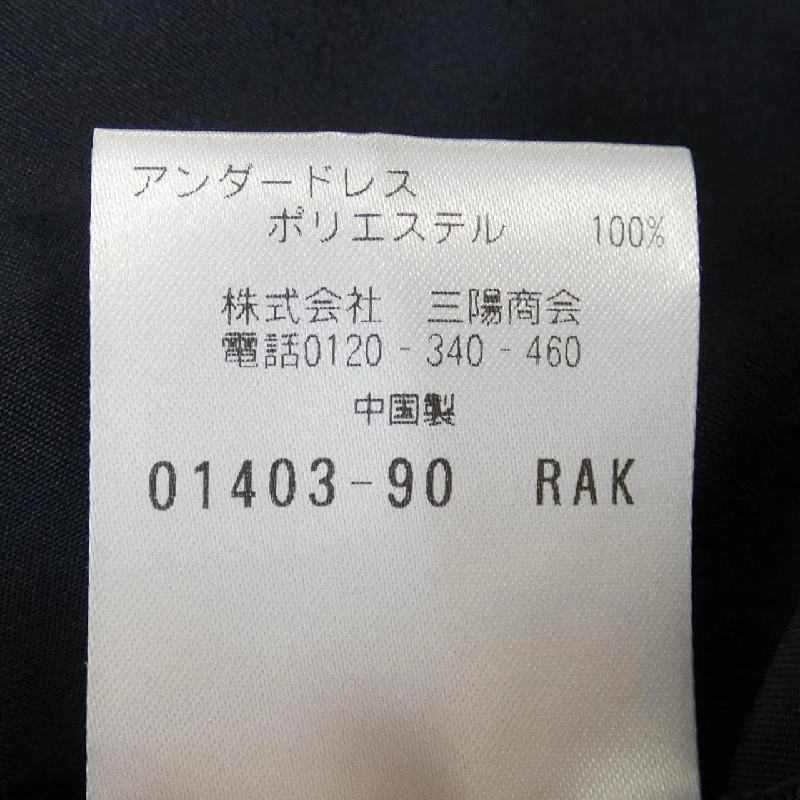 アンダードレス
ポリエステル 100%
株式会社 三陽商会
電話0120-340-460
中国製
01403-90 RAK